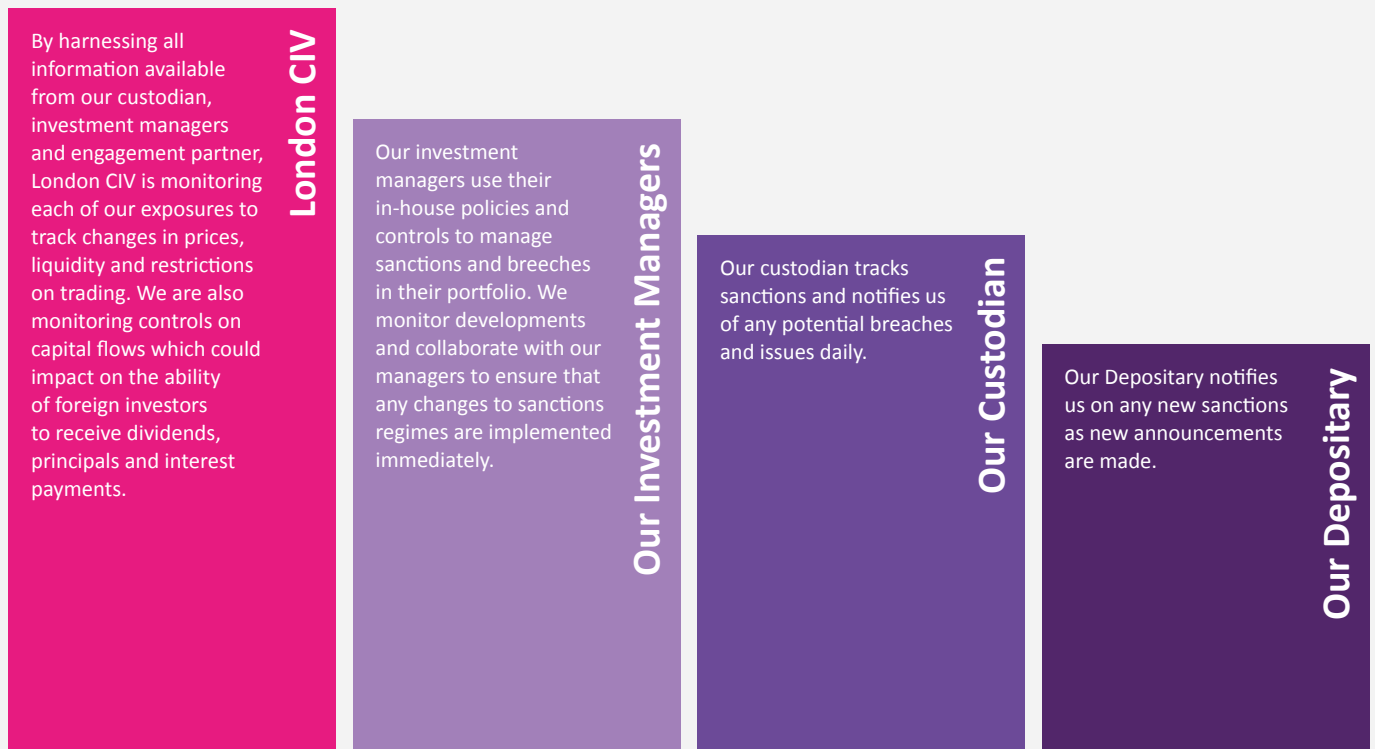 London CIV
By harnessing all
information available
from our custodian,
investment managers
and engagement partner,
London CIV is monitoring
each of our exposures to
track changes in prices,
liquidity and restrictions
on trading. We are also
monitoring controls on
capital flows which could
impact on the ability
of foreign investors
to receive dividends,
principals and interest
payments.
Our Investment Managers
Our investment
managers use their
in-house policies and
controls to manage
sanctions and breeches
in their portfolio. We
monitor developments
and collaborate with our
managers to ensure that
any changes to sanctions
regimes are implemented
immediately.
Our Custodian
Our custodian tracks
sanctions and notifies us
of any potential breaches
and issues daily.
Our Depositary
Our Depositary notifies
us on any new sanctions
as new announcements
are made.